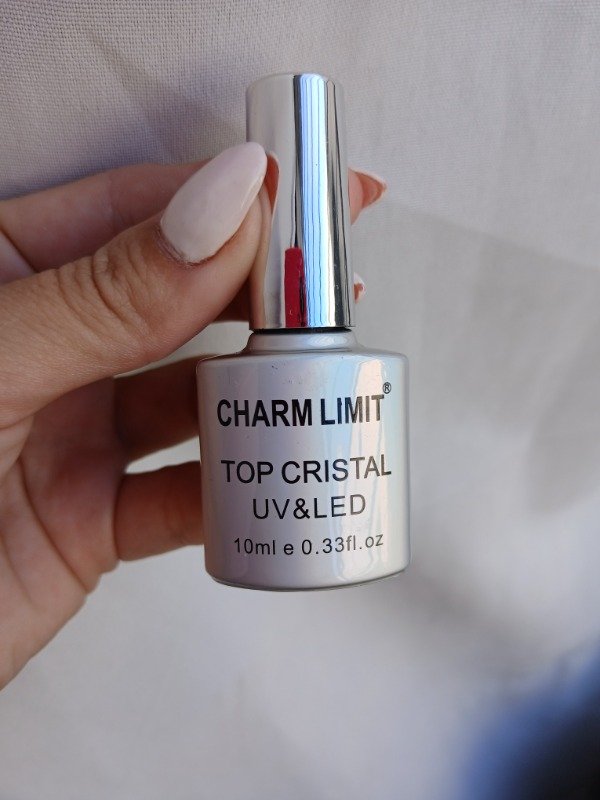 CHARM LIMIT®
TOP CRISTAL
UV&LED
10ml e 0.33fl.oz